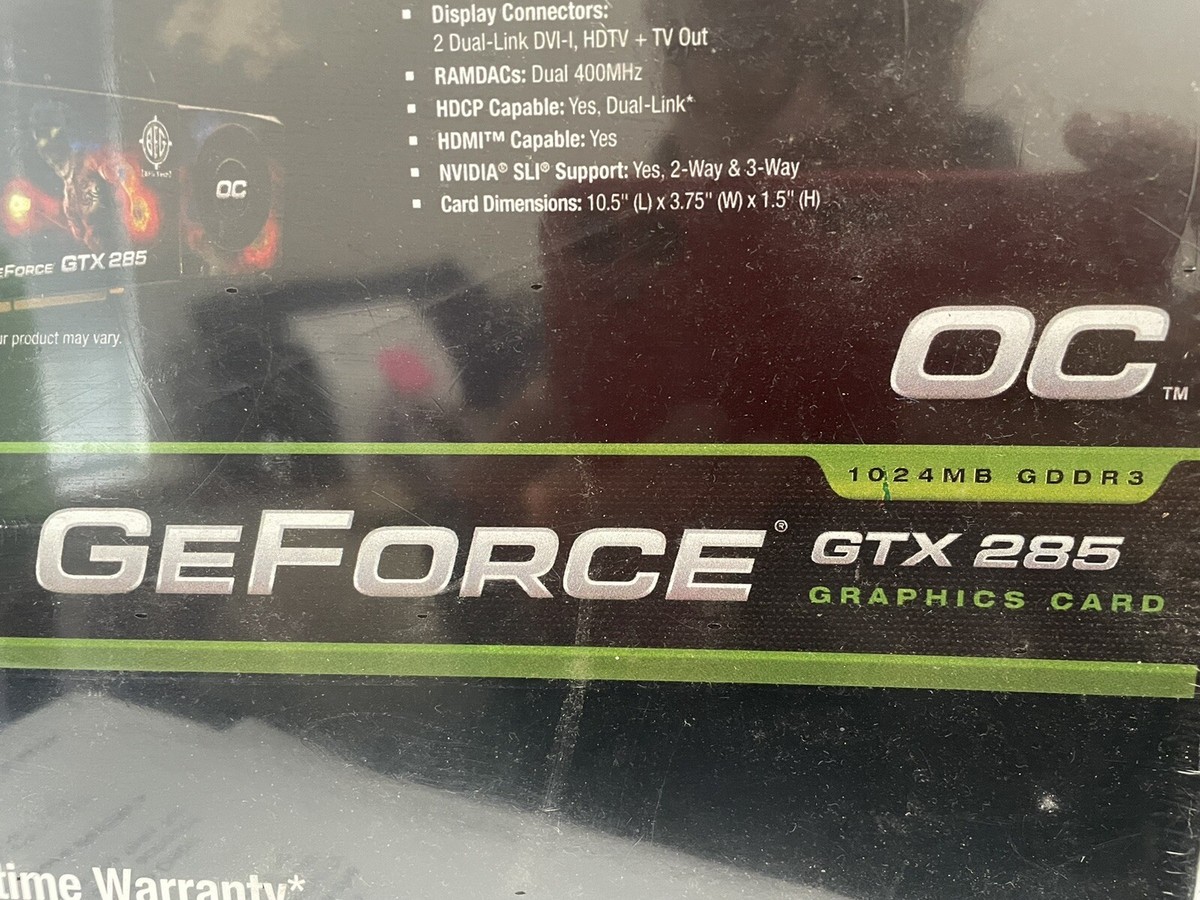 Display Connectors:
2 Dual-Link DVI-I, HDTV + TV Out
RAMDACs: Dual 400MHz
HDCP Capable: Yes, Dual-Link*
HDMI™ Capable: Yes
NVIDIA® SLI® Support: Yes, 2-Way & 3-Way
Card Dimensions: 10.5" (L) x 3.75" (W) x 1.5" (H)
BFG
OC
eForce GTX 285
product may vary.
OC™
1024MB GDDR3
GeForce® GTX 285
GRAPHICS CARD
time Warranty*